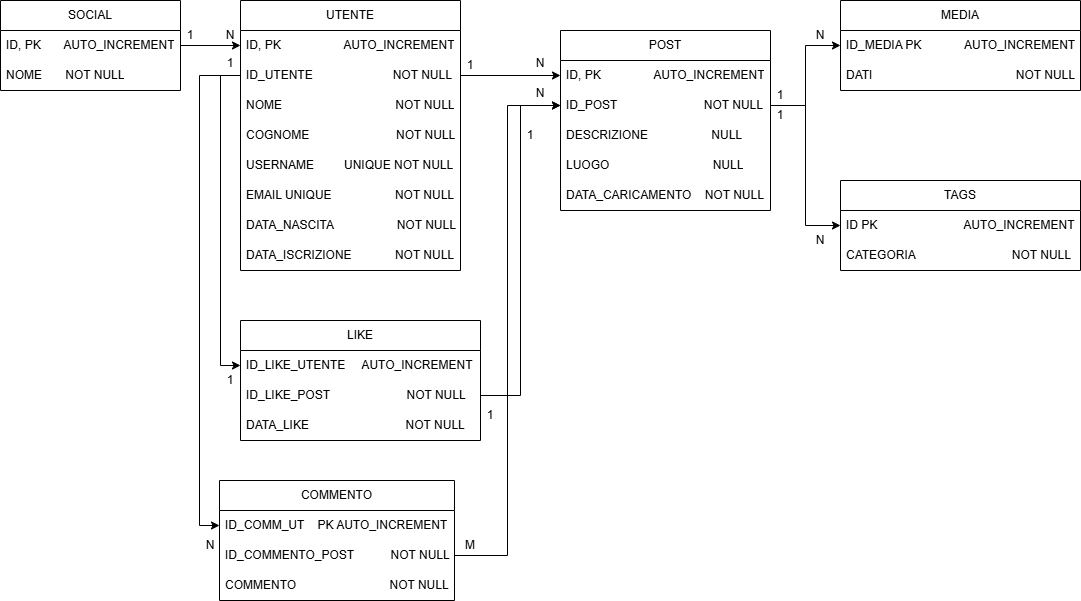 SOCIAL
ID, PK AUTO_INCREMENT
NOME NOT NULL
1 N
1
UTENTE
ID, PK AUTO_INCREMENT
ID_UTENTE NOT NULL
NOME NOT NULL
COGNOME NOT NULL
USERNAME UNIQUE NOT NULL
EMAIL UNIQUE NOT NULL
DATA_NASCITA NOT NULL
DATA_ISCRIZIONE NOT NULL
1 N
N
1
POST
ID, PK AUTO_INCREMENT
ID_POST NOT NULL
DESCRIZIONE NULL
LUOGO NULL
DATA_CARICAMENTO NOT NULL
1
1
N
N
MEDIA
ID_MEDIA PK AUTO_INCREMENT
DATI NOT NULL
TAGS
ID PK AUTO_INCREMENT
CATEGORIA NOT NULL
LIKE
ID_LIKE_UTENTE AUTO_INCREMENT
ID_LIKE_POST NOT NULL
DATA_LIKE NOT NULL
1
1
COMMENTO
ID_COMM_UT PK AUTO_INCREMENT
ID_COMMENTO_POST NOT NULL
COMMENTO NOT NULL
N
M